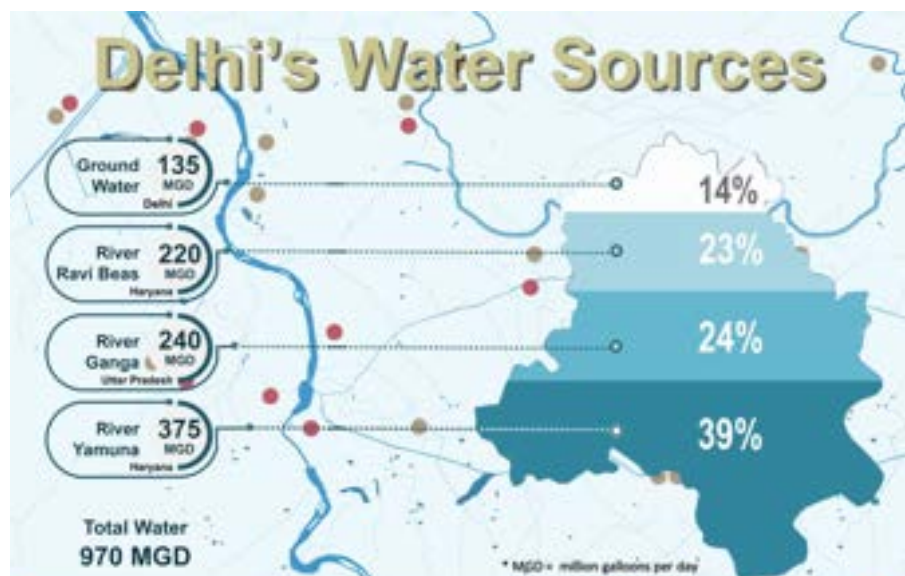 Delhi's Water Sources
Ground 135
Water MGD
Delhi
River 220
Ravi Beas MGD
Haryana
River 240
Ganga MGD
Uttar Pradesh
River 375
Yamuna MGD
Haryana
14%
23%
24%
39%
Total Water
970 MGD
* MGD = million galloons per day